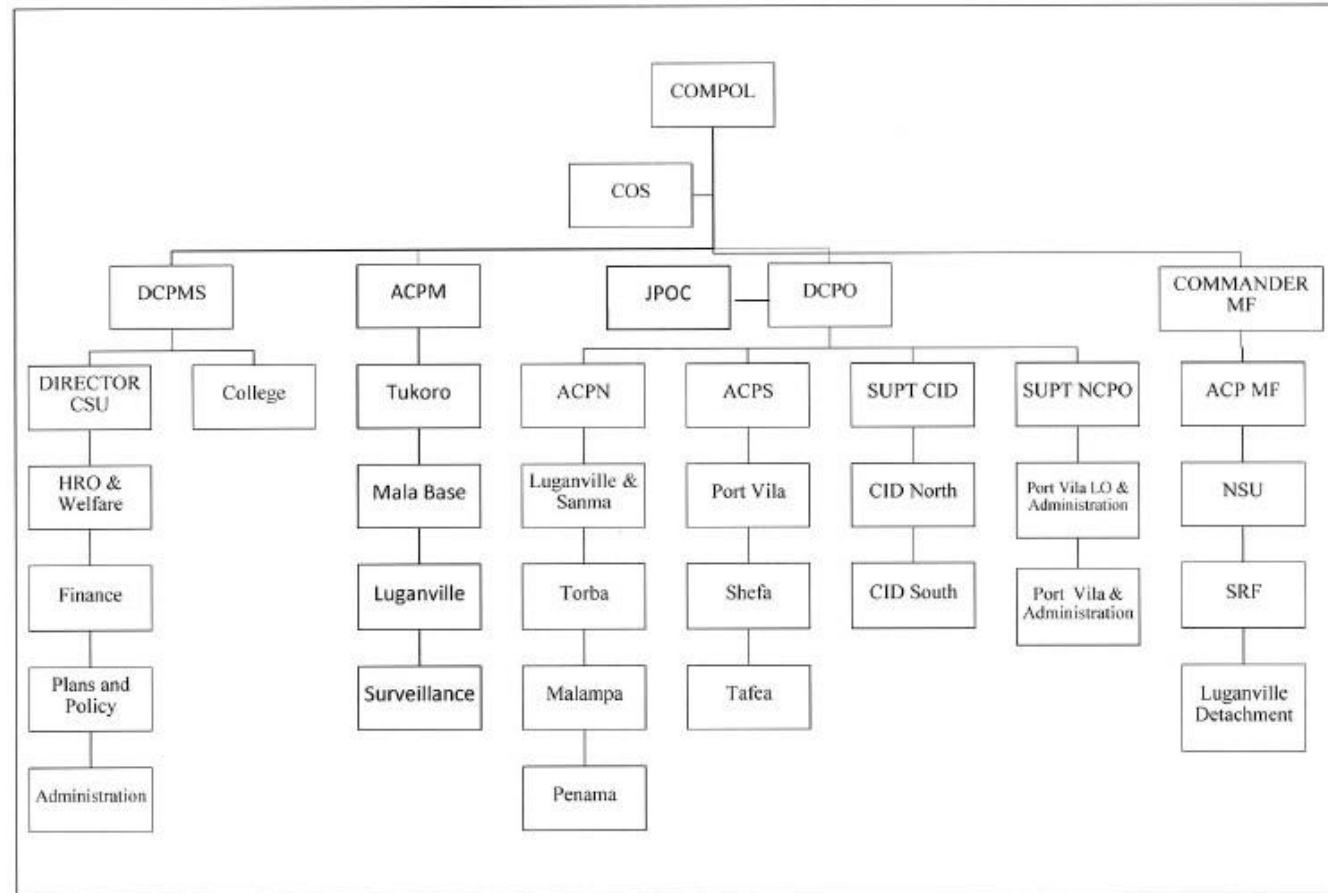 COMPOL
COS
DCPMS
ACPM
JPOC
DCPO
COMMANDER
MF
DIRECTOR
CSU
College
Tukoro
ACPN
ACPS
SUPT CID
SUPT NCPO
ACP MF
HRO &
Welfare
Mala Base
Luganville &
Sanma
Port Vila
CID North
Port Vila LO &
Administration
NSU
Finance
Luganville
Torba
Shefa
CID South
Port Vila &
Administration
SRF
Plans and
Policy
Surveillance
Malampa
Tafea
Luganville
Detachment
Administration
Penama